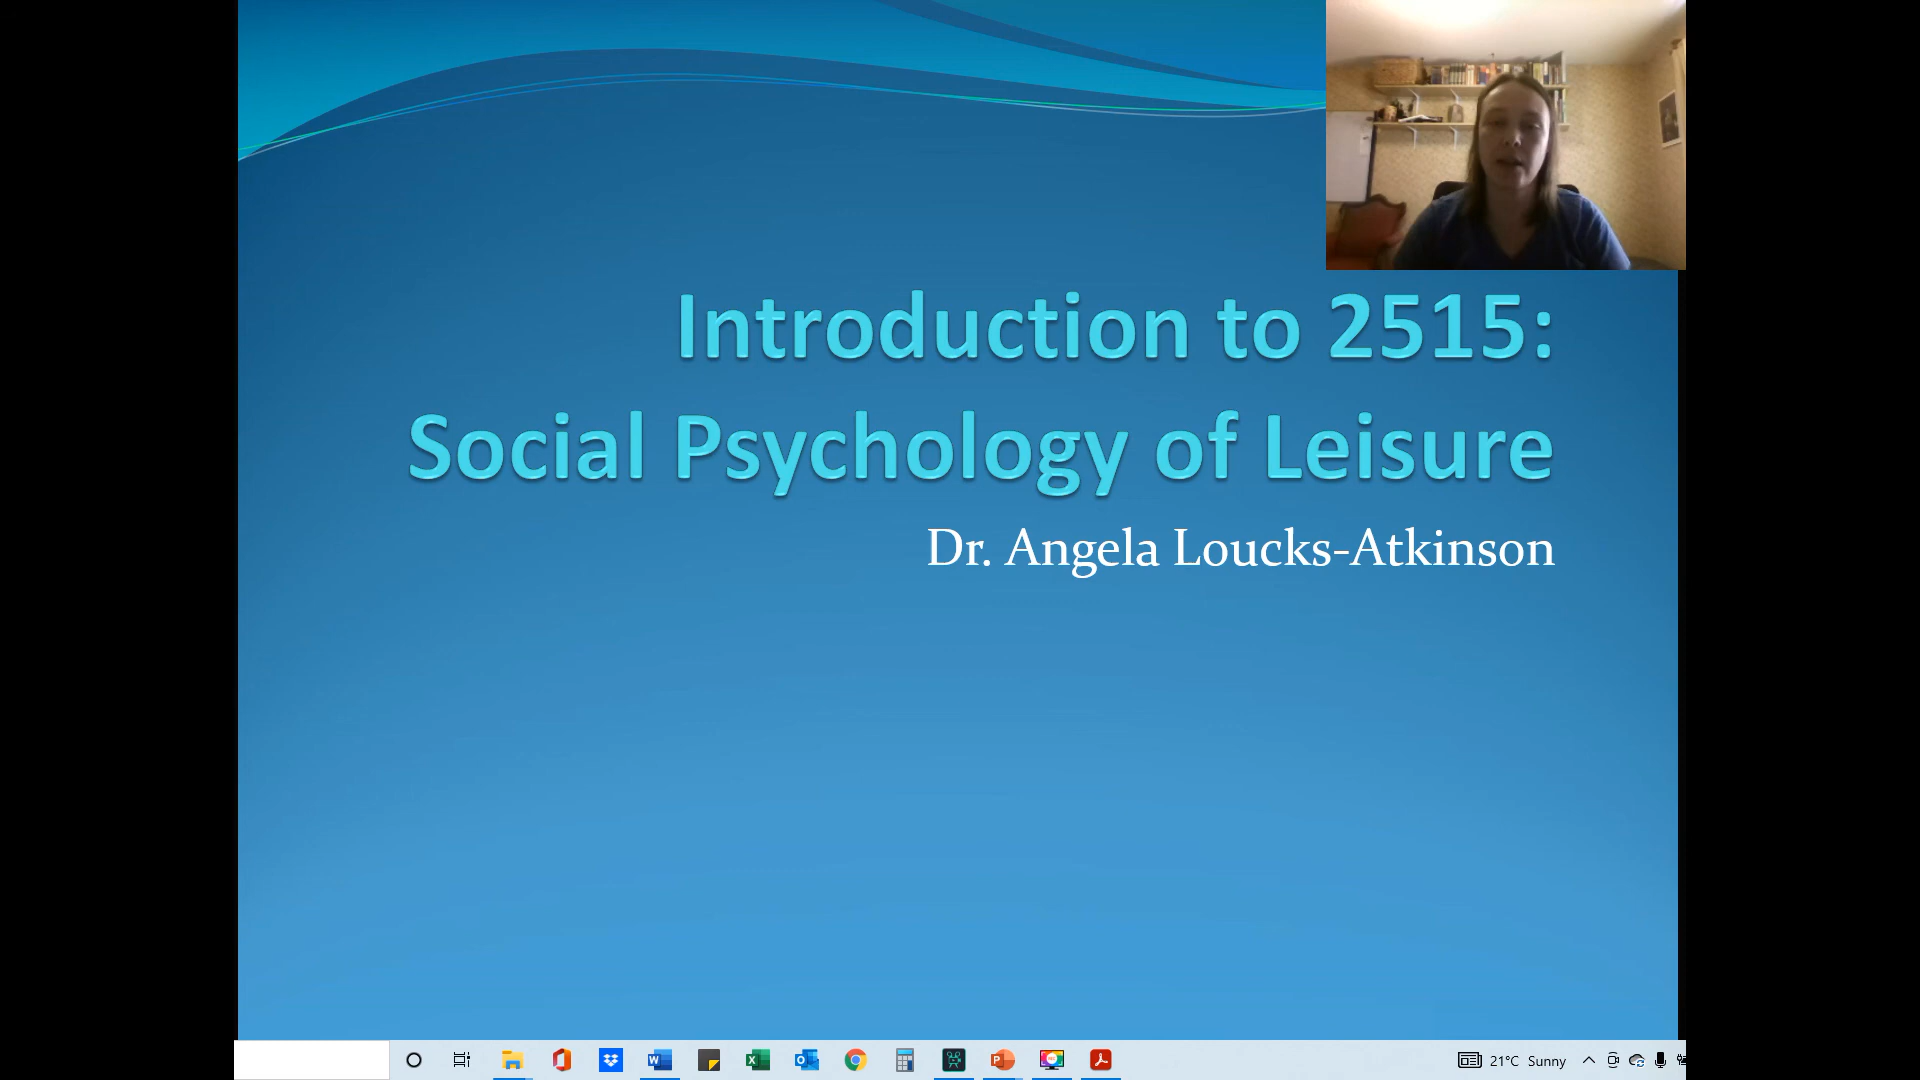 Introduction to 2515:
Social Psychology of Leisure
Dr. Angela Loucks-Atkinson
21°C Sunny